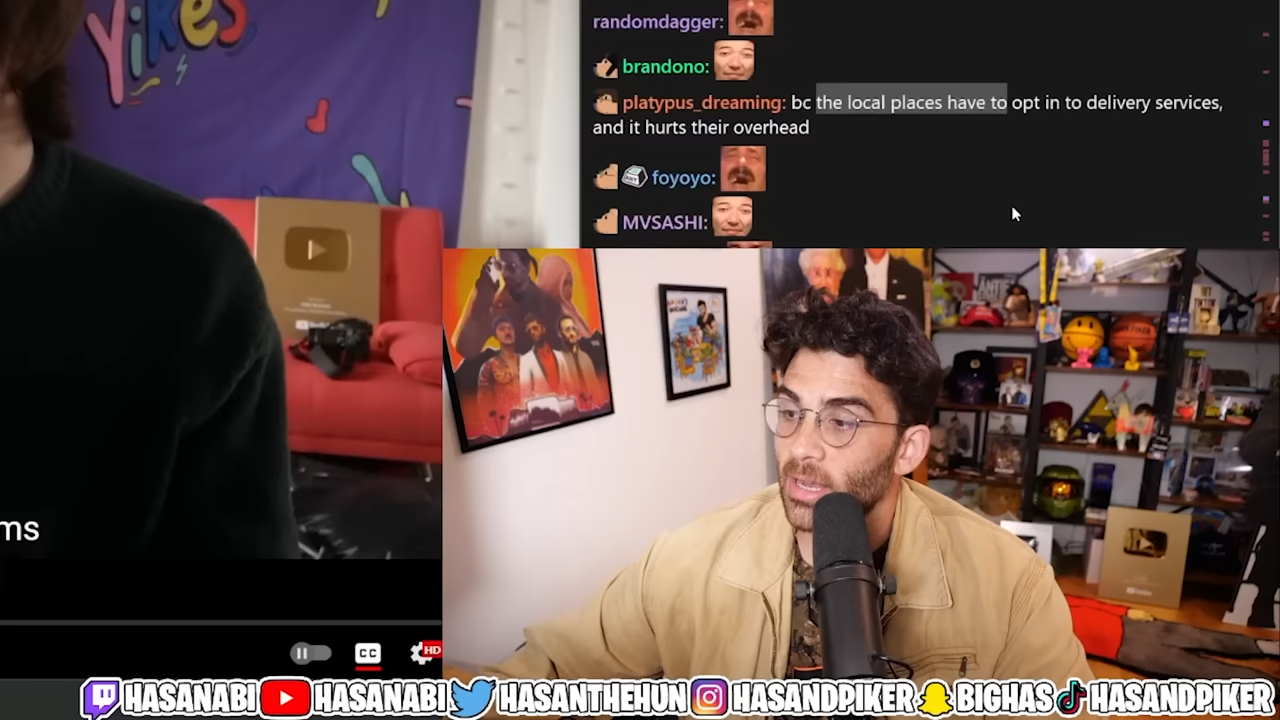 Yikes
randomdagger:
brandono:
platypus_dreaming: bc the local places have to opt in to delivery services,
and it hurts their overhead
foyoyo:
MVSASHI:
ms
CC
HD
HASANABI HASANABI HASANTHEHUN HASANDPIKER BIGHAS HASANDPIKER